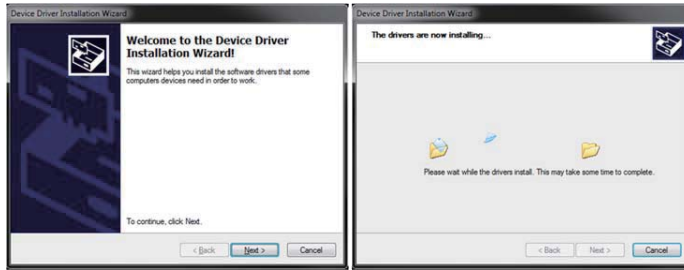 Device Driver Installation Wizard
Welcome to the Device Driver
Installation Wizard!
This wizard helps you install the software drivers that some
computers devices need in order to work.
To continue, click Next.
< Back
Next >
Cancel
Device Driver Installation Wizard
The drivers are now installing...
Please wait while the drivers install. This may take some time to complete.
< Back
Next >
Cancel